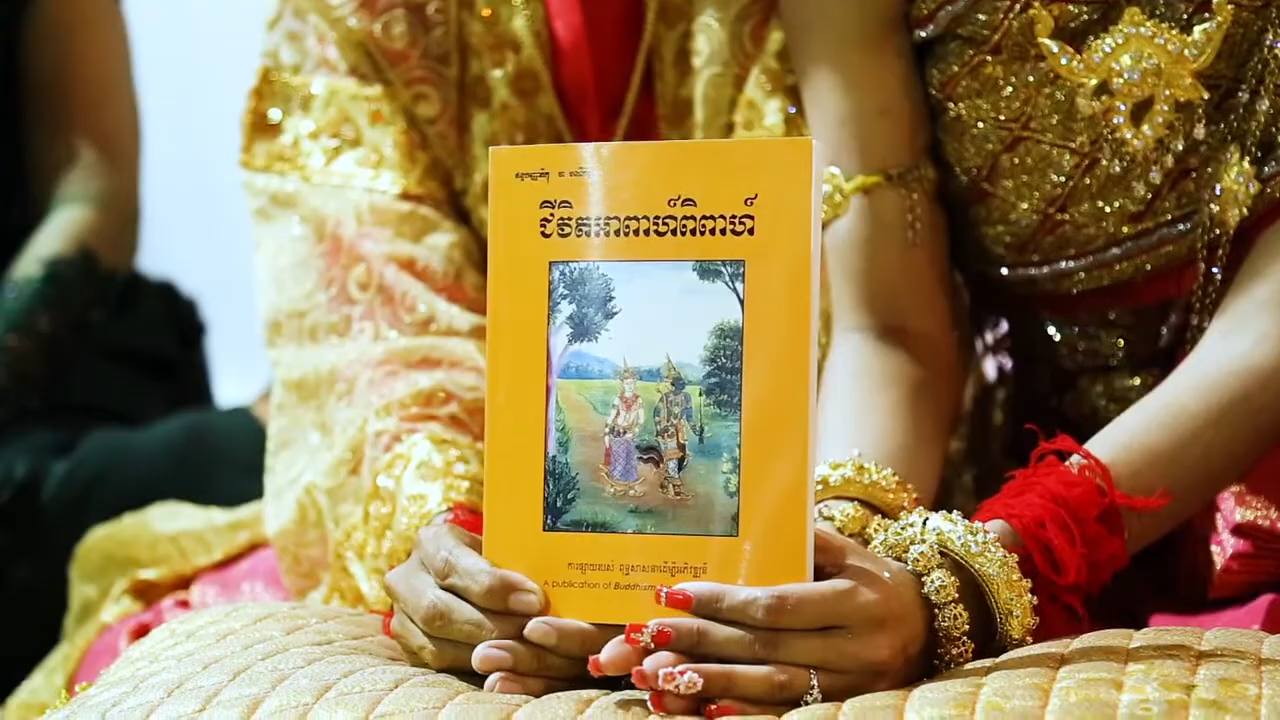 ជីវិតអាពាហ៍ពិពាហ៍
ការផ្សាយរបស់ ពុទ្ធសាសនាដើម្បីអភិវឌ្ឍន៍
A publication of Buddhism